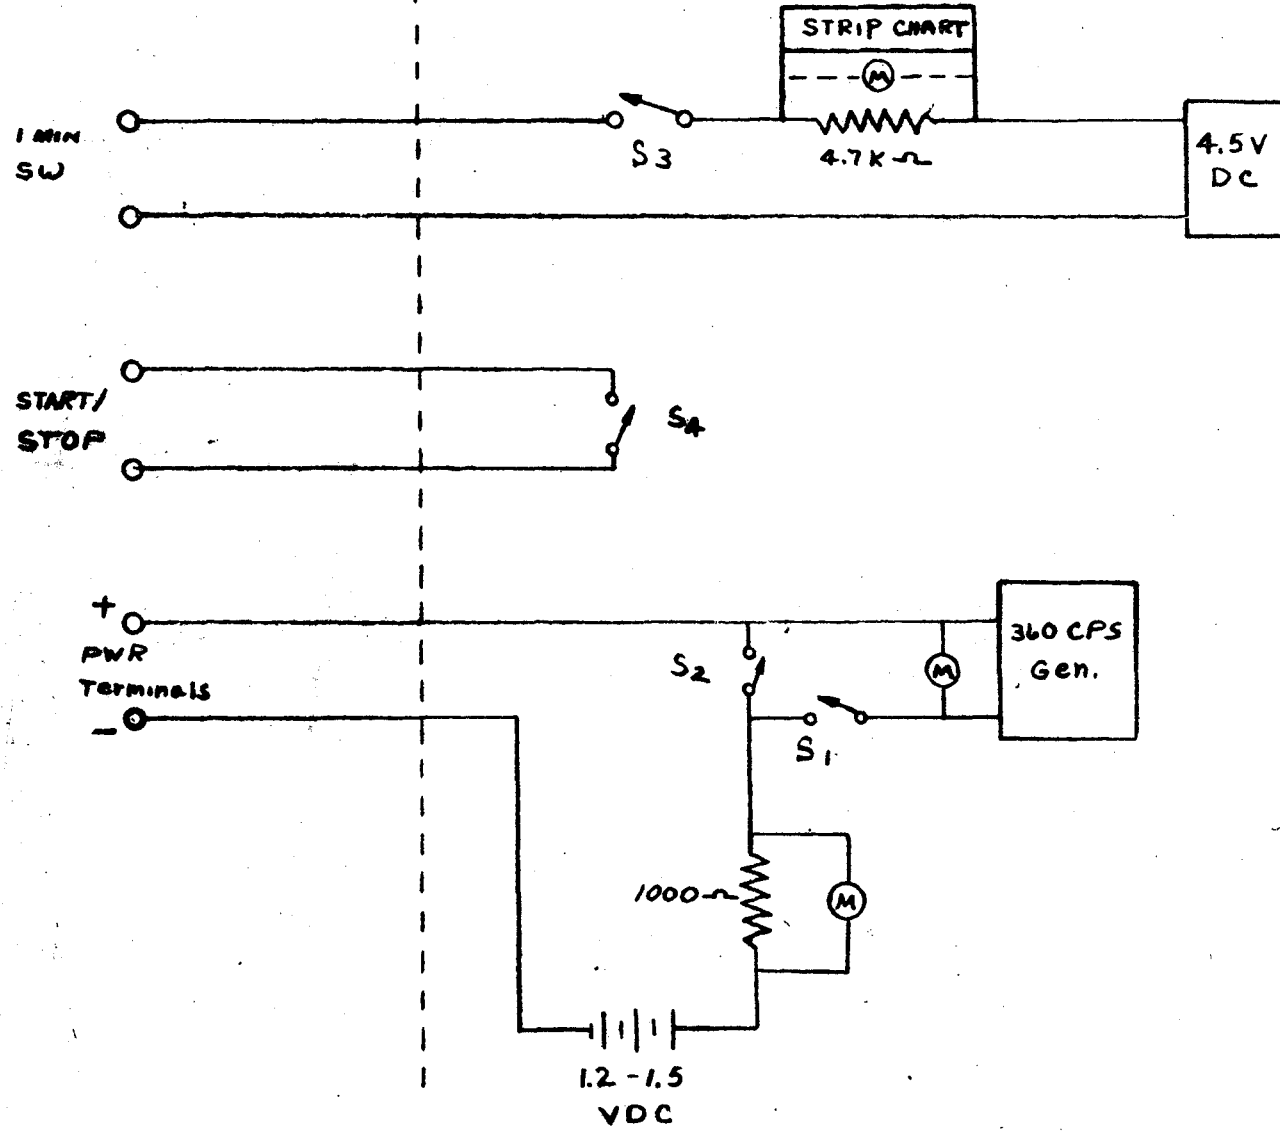 STRIP CHART
M
1 MIN
SW
S3
4.7K Ω
4.5V
DC
START/
STOP
S4
+
PWR
Terminals
−
S2
S1
M
360 CPS
Gen.
1000 Ω
M
1.2 - 1.5
VDC